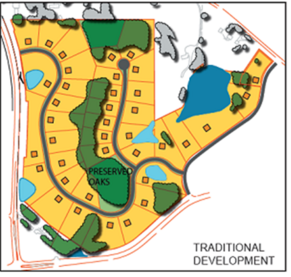 PRESERVED
OAKS
TRADITIONAL
DEVELOPMENT